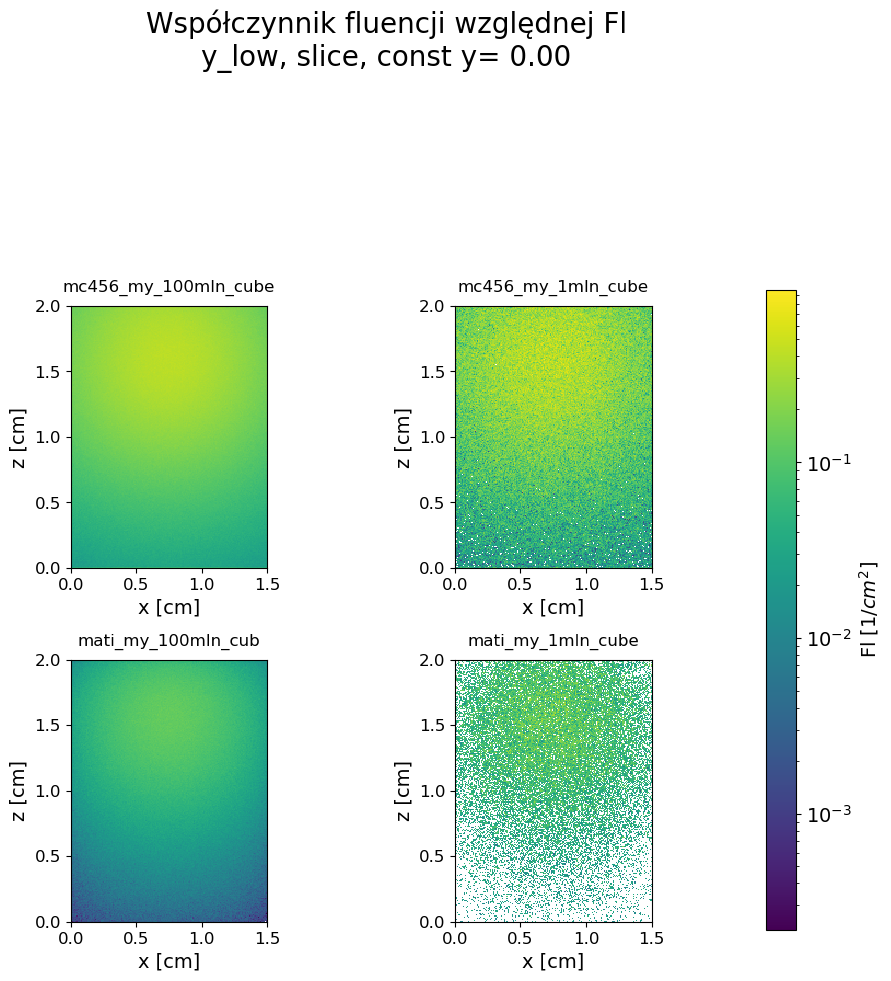 Współczynnik fluencji względnej Fl
y_low, slice, const y= 0.00
mc456_my_100mln_cube
2.0
1.5
1.0
0.5
0.0
z [cm]
0.0 0.5 1.0 1.5
x [cm]
mc456_my_1mln_cube
2.0
1.5
1.0
0.5
0.0
z [cm]
0.0 0.5 1.0 1.5
x [cm]
mati_my_100mln_cub
2.0
1.5
1.0
0.5
0.0
z [cm]
0.0 0.5 1.0 1.5
x [cm]
mati_my_1mln_cube
2.0
1.5
1.0
0.5
0.0
z [cm]
0.0 0.5 1.0 1.5
x [cm]
10⁻¹
10⁻²
10⁻³
Fl [1/cm²]